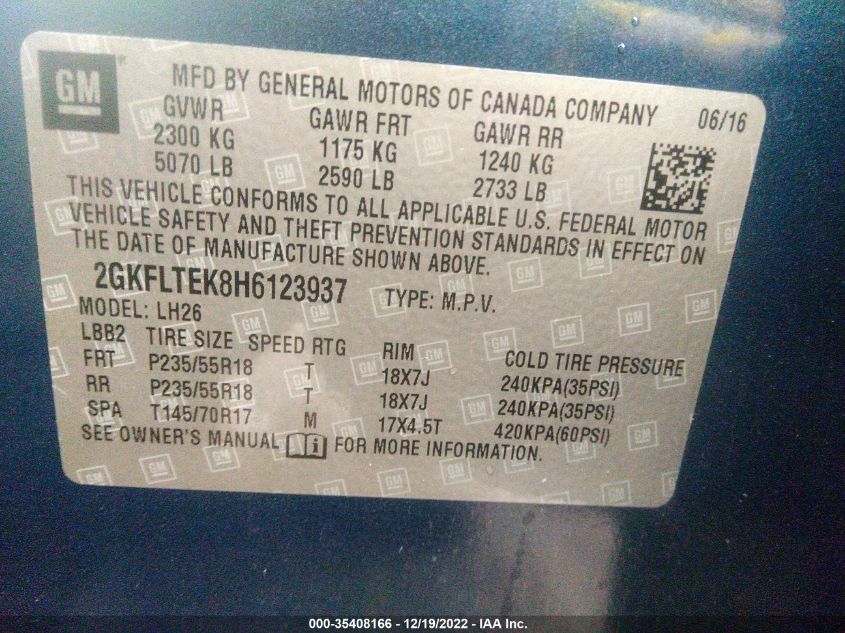 GM
MFD BY GENERAL MOTORS OF CANADA COMPANY 06/16
GVWR GAWR FRT GAWR RR
2300 KG 1175 KG 1240 KG
5070 LB 2590 LB 2733 LB
THIS VEHICLE CONFORMS TO ALL APPLICABLE U.S. FEDERAL MOTOR
VEHICLE SAFETY AND THEFT PREVENTION STANDARDS IN EFFECT ON
THE DATE OF MANUFACTURE SHOWN ABOVE.
2GKFLTEK8H6123937 TYPE: M.P.V.
MODEL: LH26
LBB2 TIRE SIZE SPEED RTG RIM COLD TIRE PRESSURE
FRT P235/55R18 T 18X7J 240KPA(35PSI)
RR P235/55R18 T 18X7J 240KPA(35PSI)
SPA T145/70R17 M 17X4.5T 420KPA(60PSI)
SEE OWNER'S MANUAL FOR MORE INFORMATION.
000-35408166 - 12/19/2022 - IAA Inc.